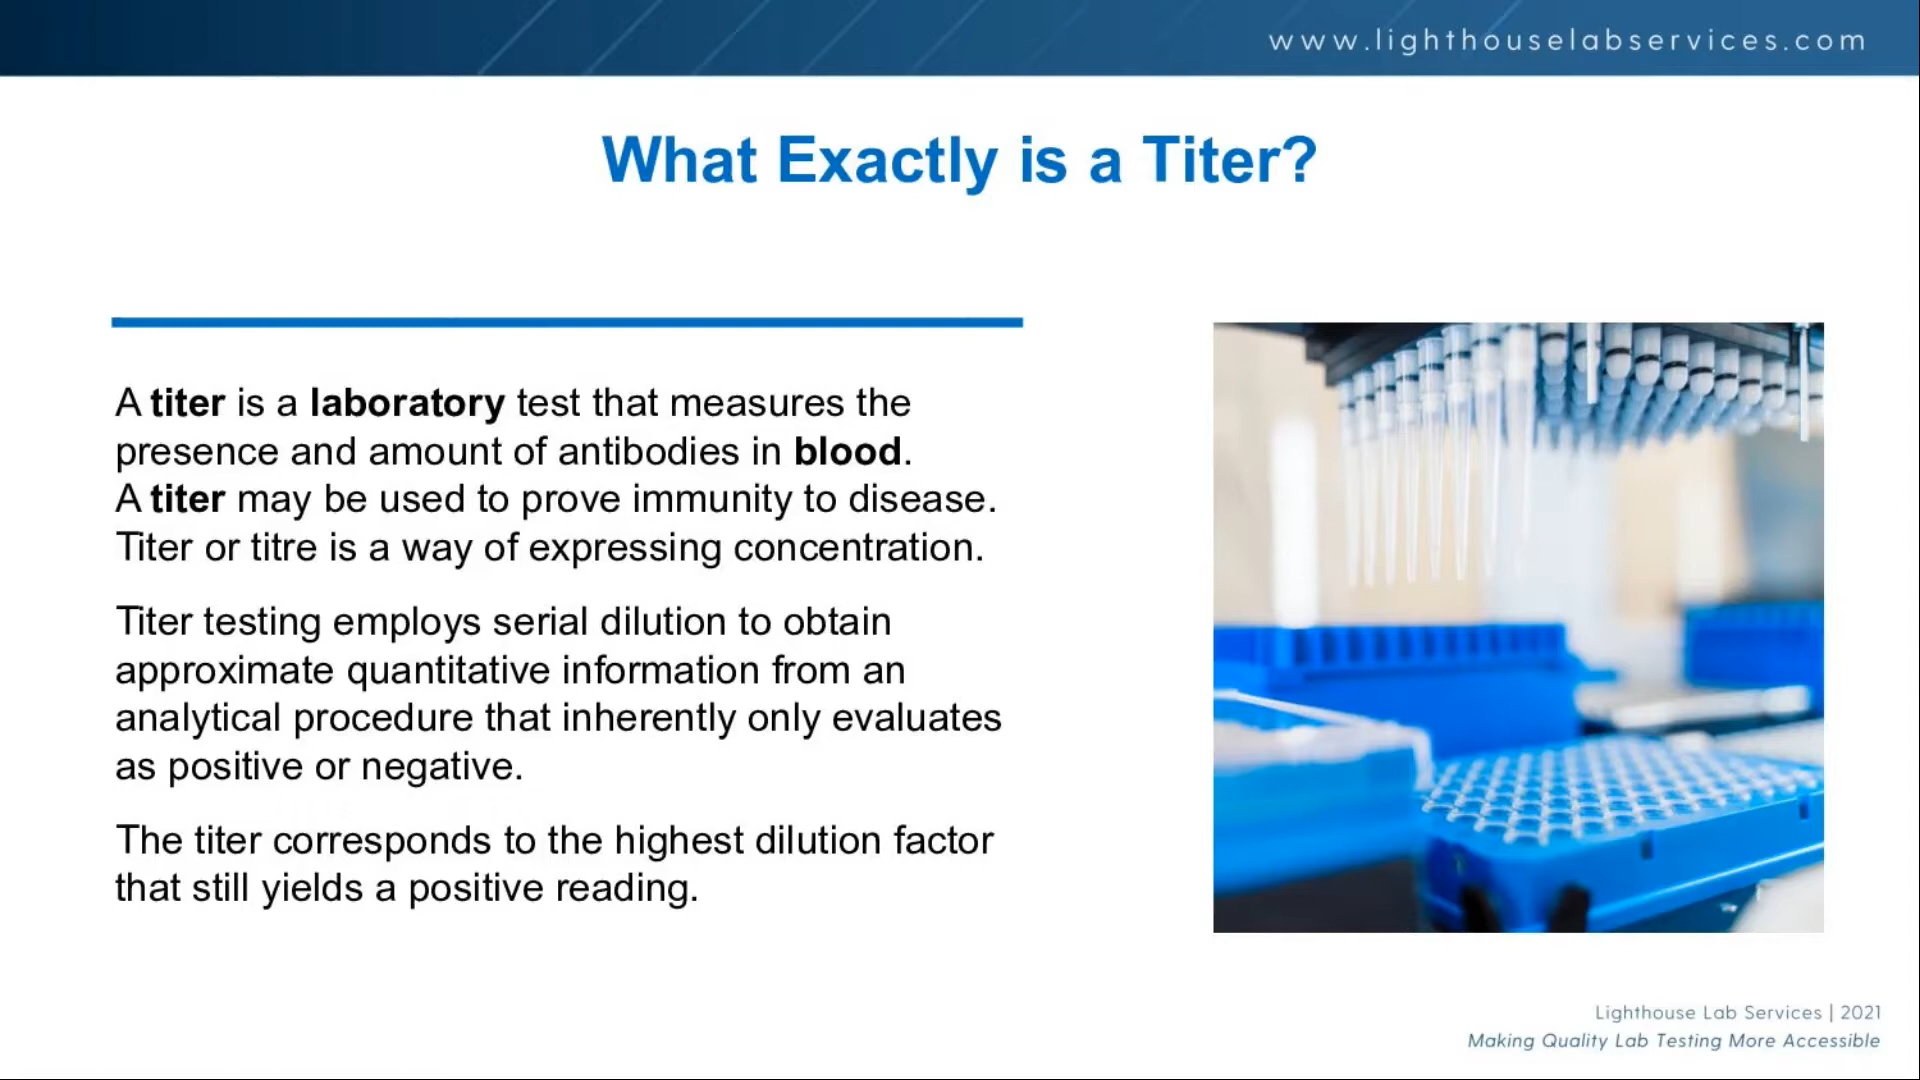 www.lighthouselabservices.com
What Exactly is a Titer?
A titer is a laboratory test that measures the
presence and amount of antibodies in blood.
A titer may be used to prove immunity to disease.
Titer or titre is a way of expressing concentration.
Titer testing employs serial dilution to obtain
approximate quantitative information from an
analytical procedure that inherently only evaluates
as positive or negative.
The titer corresponds to the highest dilution factor
that still yields a positive reading.
Lighthouse Lab Services | 2021
Making Quality Lab Testing More Accessible